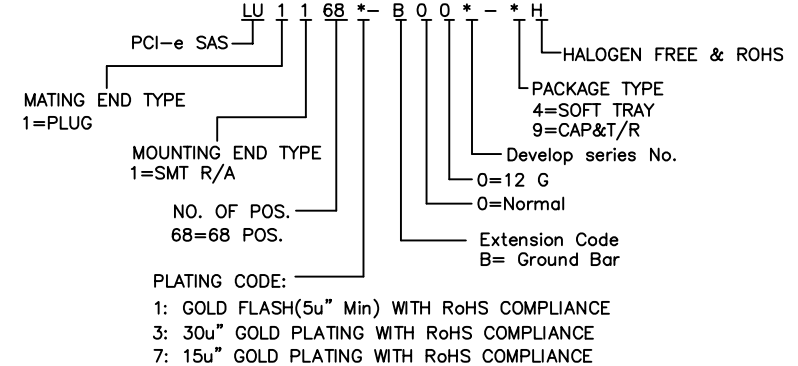 LU 1 1 68 *- B 0 0 * - * H
PCI-e SAS
HALOGEN FREE & ROHS
MATING END TYPE
1=PLUG
PACKAGE TYPE
4=SOFT TRAY
9=CAP&T/R
MOUNTING END TYPE
1=SMT R/A
Develop series No.
0=12 G
0=Normal
NO. OF POS.
68=68 POS.
Extension Code
B= Ground Bar
PLATING CODE:
1: GOLD FLASH(5u" Min) WITH RoHS COMPLIANCE
3: 30u" GOLD PLATING WITH RoHS COMPLIANCE
7: 15u" GOLD PLATING WITH RoHS COMPLIANCE